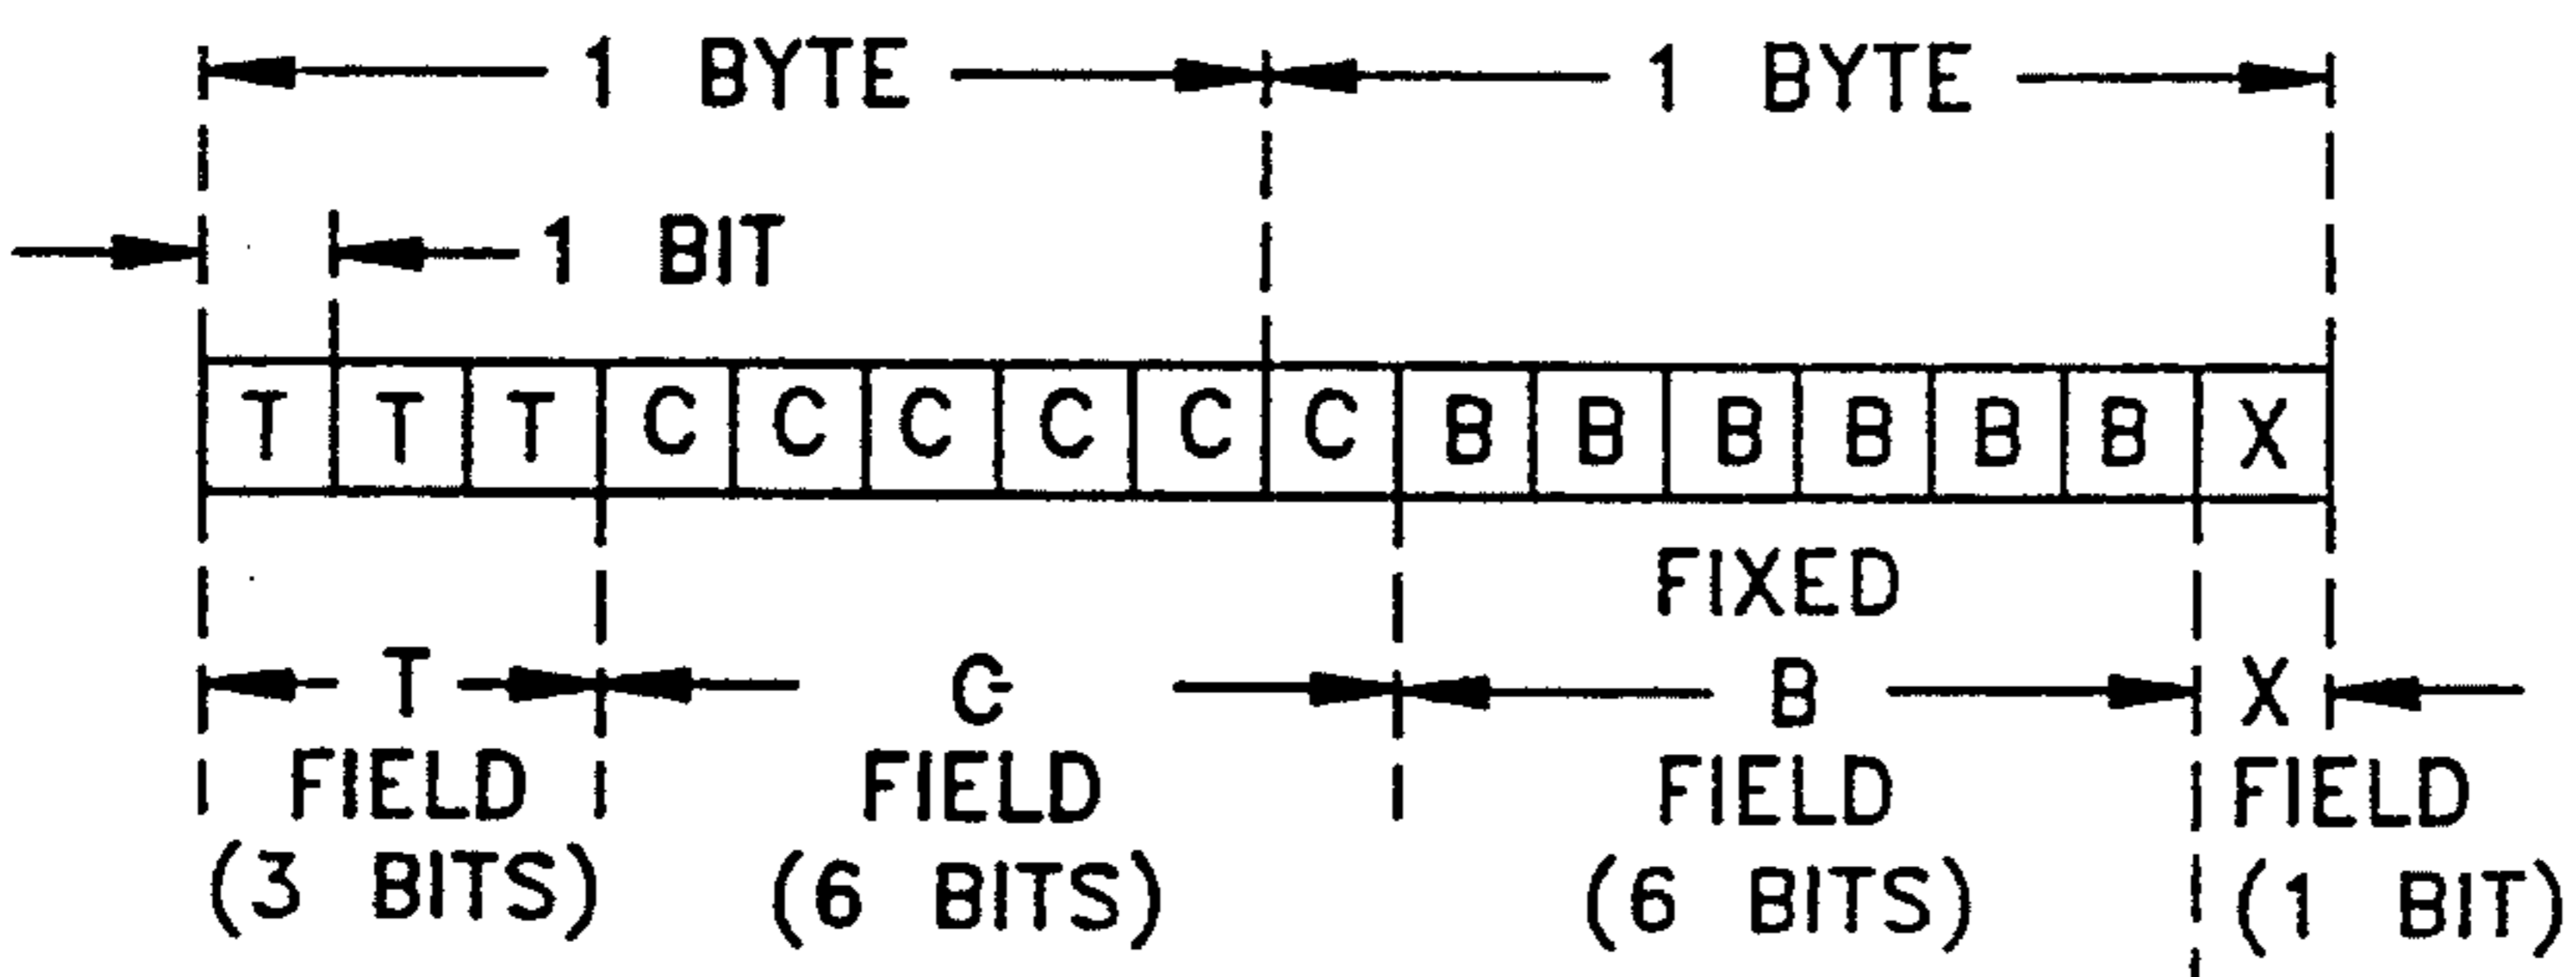 1 BYTE 1 BYTE
1 BIT
T T T C C C C C C B B B B B B X
FIXED
T C B X
FIELD FIELD FIELD FIELD
(3 BITS) (6 BITS) (6 BITS) (1 BIT)